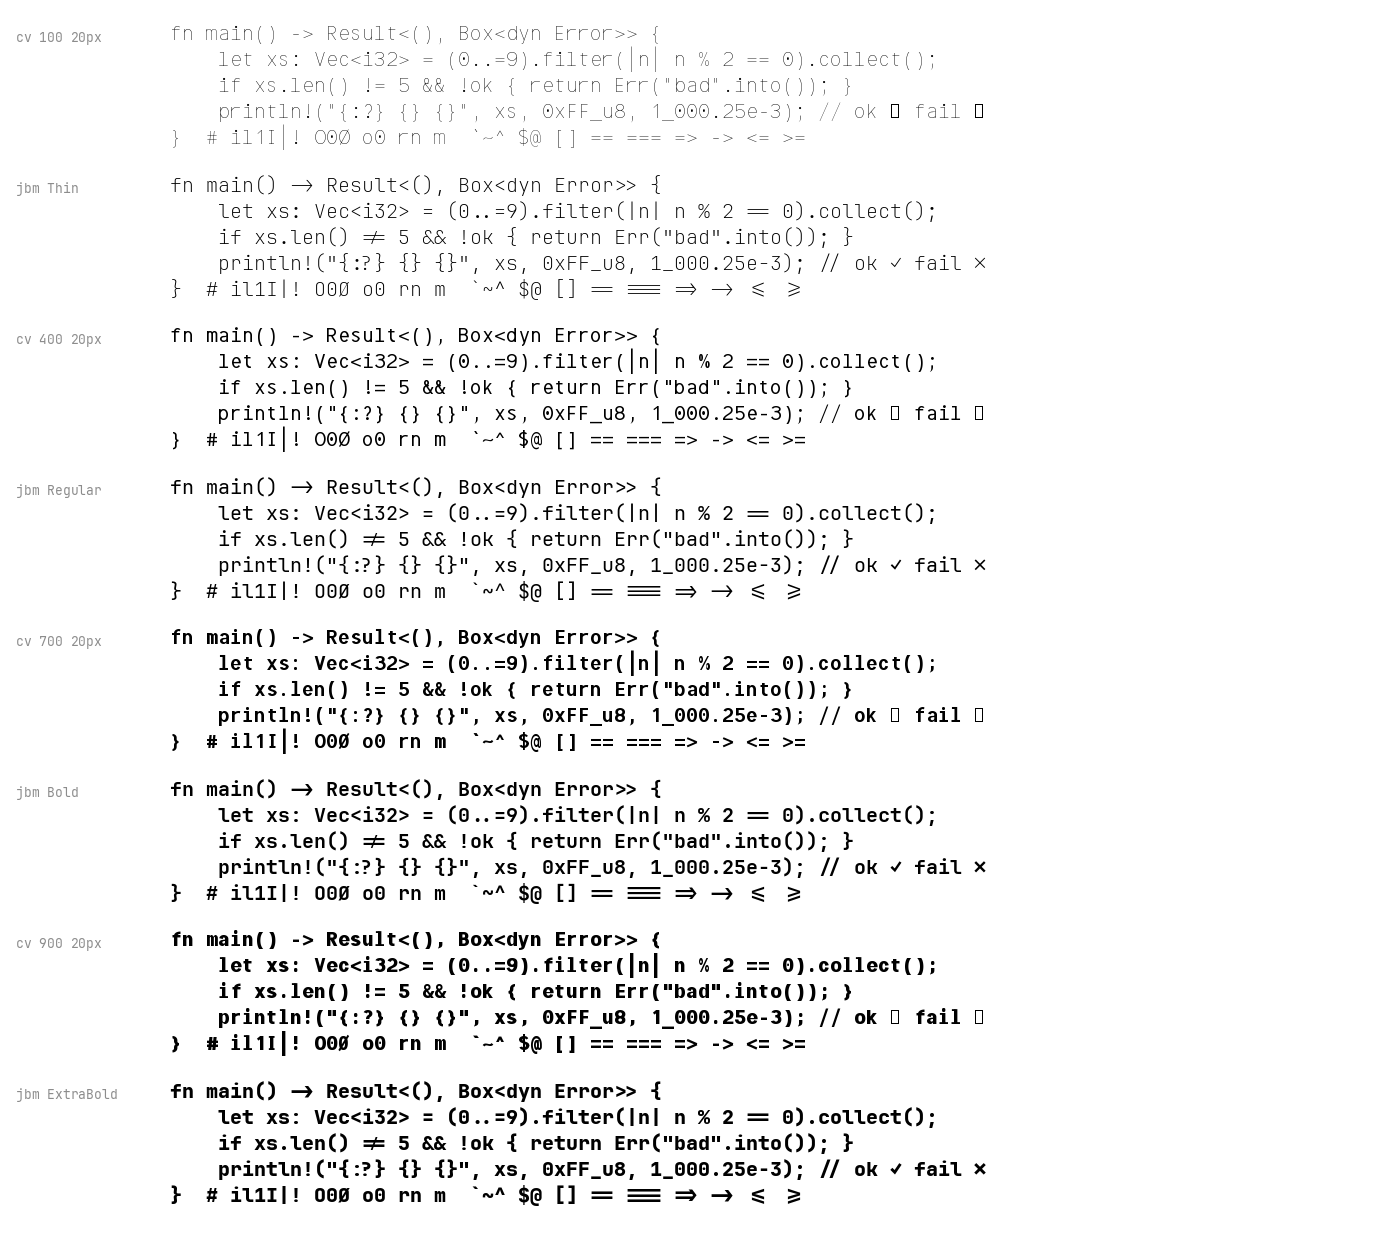 cv 100 20px fn main() -> Result<(), Box<dyn Error>> {
    let xs: Vec<i32> = (0..=9).filter(|n| n % 2 == 0).collect();
    if xs.len() != 5 && !ok { return Err("bad".into()); }
    println!("{:?} {} {}", xs, 0xFF_u8, 1_000.25e-3); // ok ▯ fail ▯
}  # il1I|! O0Ø o0 rn m  `~^ $@ [] == === => -> <= >=
jbm Thin fn main() -> Result<(), Box<dyn Error>> {
    let xs: Vec<i32> = (0..=9).filter(|n| n % 2 == 0).collect();
    if xs.len() != 5 && !ok { return Err("bad".into()); }
    println!("{:?} {} {}", xs, 0xFF_u8, 1_000.25e-3); // ok ✓ fail ✗
}  # il1I|! O0Ø o0 rn m  `~^ $@ [] == === => -> <= >=
cv 400 20px fn main() -> Result<(), Box<dyn Error>> {
    let xs: Vec<i32> = (0..=9).filter(|n| n % 2 == 0).collect();
    if xs.len() != 5 && !ok { return Err("bad".into()); }
    println!("{:?} {} {}", xs, 0xFF_u8, 1_000.25e-3); // ok ▯ fail ▯
}  # il1I|! O0Ø o0 rn m  `~^ $@ [] == === => -> <= >=
jbm Regular fn main() -> Result<(), Box<dyn Error>> {
    let xs: Vec<i32> = (0..=9).filter(|n| n % 2 == 0).collect();
    if xs.len() != 5 && !ok { return Err("bad".into()); }
    println!("{:?} {} {}", xs, 0xFF_u8, 1_000.25e-3); // ok ✓ fail ✗
}  # il1I|! O0Ø o0 rn m  `~^ $@ [] == === => -> <= >=
cv 700 20px fn main() -> Result<(), Box<dyn Error>> {
    let xs: Vec<i32> = (0..=9).filter(|n| n % 2 == 0).collect();
    if xs.len() != 5 && !ok { return Err("bad".into()); }
    println!("{:?} {} {}", xs, 0xFF_u8, 1_000.25e-3); // ok ▯ fail ▯
}  # il1I|! O0Ø o0 rn m  `~^ $@ [] == === => -> <= >=
jbm Bold fn main() -> Result<(), Box<dyn Error>> {
    let xs: Vec<i32> = (0..=9).filter(|n| n % 2 == 0).collect();
    if xs.len() != 5 && !ok { return Err("bad".into()); }
    println!("{:?} {} {}", xs, 0xFF_u8, 1_000.25e-3); // ok ✓ fail ✗
}  # il1I|! O0Ø o0 rn m  `~^ $@ [] == === => -> <= >=
cv 900 20px fn main() -> Result<(), Box<dyn Error>> {
    let xs: Vec<i32> = (0..=9).filter(|n| n % 2 == 0).collect();
    if xs.len() != 5 && !ok { return Err("bad".into()); }
    println!("{:?} {} {}", xs, 0xFF_u8, 1_000.25e-3); // ok ▯ fail ▯
}  # il1I|! O0Ø o0 rn m  `~^ $@ [] == === => -> <= >=
jbm ExtraBold fn main() -> Result<(), Box<dyn Error>> {
    let xs: Vec<i32> = (0..=9).filter(|n| n % 2 == 0).collect();
    if xs.len() != 5 && !ok { return Err("bad".into()); }
    println!("{:?} {} {}", xs, 0xFF_u8, 1_000.25e-3); // ok ✓ fail ✗
}  # il1I|! O0Ø o0 rn m  `~^ $@ [] == === => -> <= >=